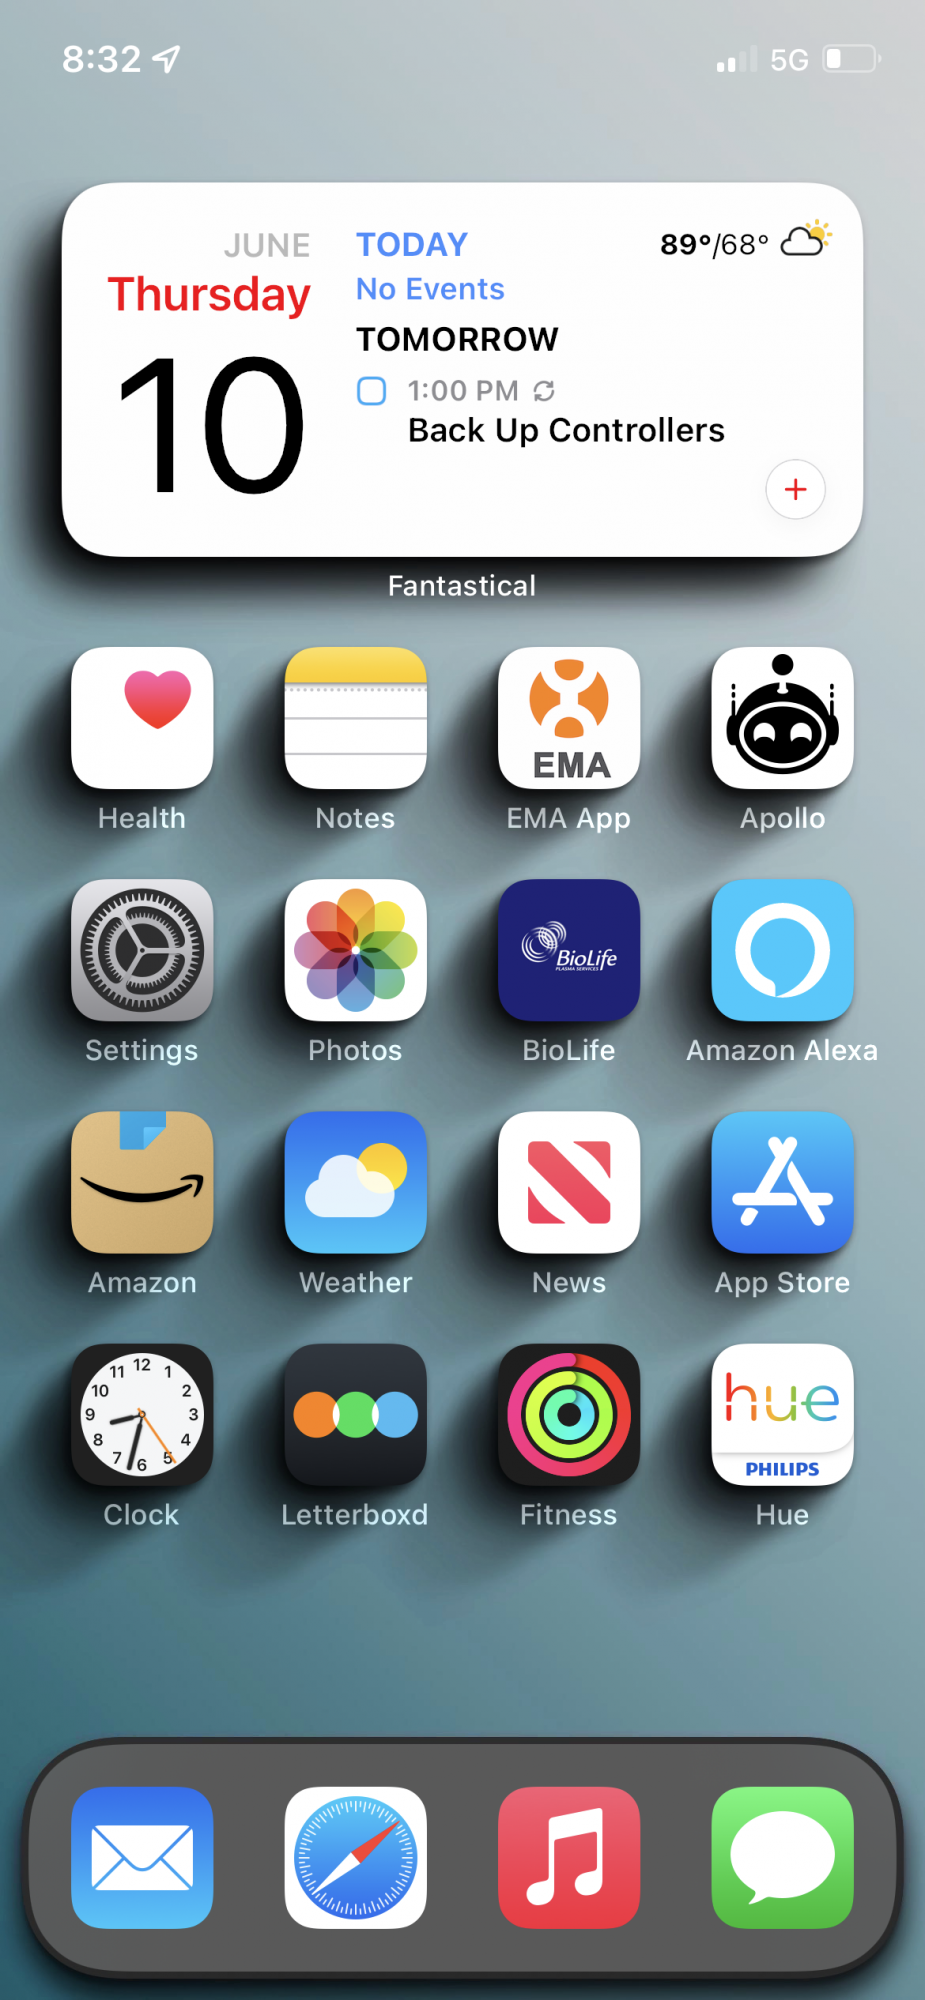 8:32
5G
JUNE
Thursday
10
TODAY
No Events
89°/68°
TOMORROW
1:00 PM
Back Up Controllers
+
Fantastical
EMA
Health
Notes
EMA App
Apollo
BioLife
PLASMA SERVICES
Settings
Photos
BioLife
Amazon Alexa
Amazon
Weather
News
App Store
12
11 1
10 2
9 3
8 4
7 5
6
hue
PHILIPS
Clock
Letterboxd
Fitness
Hue